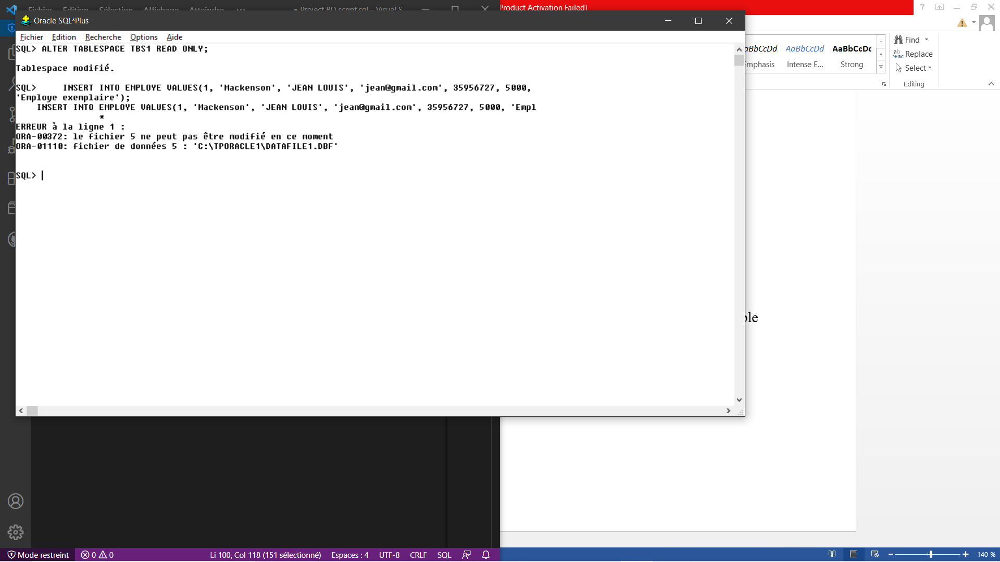 Fichier Edition Sélection Affichage Atteindre ... ● Project BD script.sql - Visual S
Product Activation Failed)
Oracle SQL*Plus
Fichier Edition Recherche Options Aide
SQL> ALTER TABLESPACE TBS1 READ ONLY;
Tablespace modifié.
SQL>     INSERT INTO EMPLOYE VALUES(1, 'Mackenson', 'JEAN LOUIS', 'jean@gmail.com', 35956727, 5000,
'Employe exemplaire');
    INSERT INTO EMPLOYE VALUES(1, 'Mackenson', 'JEAN LOUIS', 'jean@gmail.com', 35956727, 5000, 'Empl
*
ERREUR à la ligne 1 :
ORA-00372: le fichier 5 ne peut pas être modifié en ce moment
ORA-01110: fichier de données 5 : 'C:\TPORACLE1\DATAFILE1.DBF'
SQL>
aBbCcDd AaBbCcDd AaBbCcDc
Emphasis Intense E... Strong
Find
Replace
Select
Editing
ple
Mode restreint 0 0 Li 100, Col 118 (151 sélectionné) Espaces : 4 UTF-8 CRLF SQL
140 %